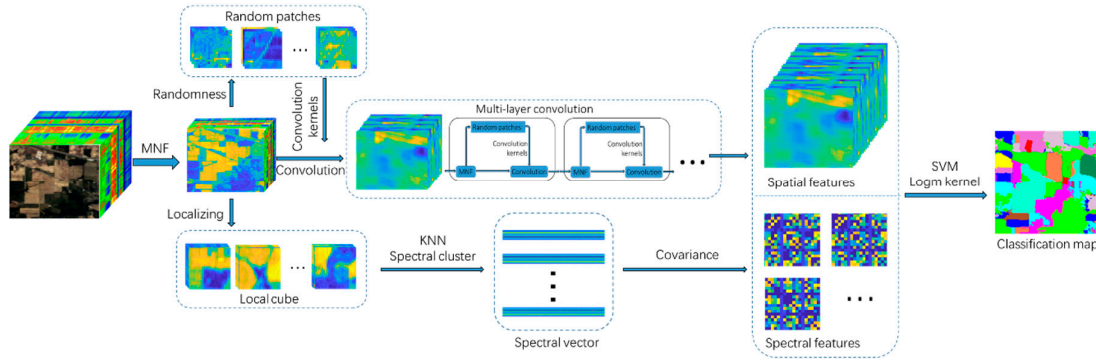 Random patches
...
Randomness
Convolution
kernels
MNF
Convolution
Localizing
Local cube
Multi-layer convolution
Random patches
Convolution
kernels
MNF
Convolution
Random patches
Convolution
kernels
MNF
Convolution
KNN
Spectral cluster
Spectral vector
Covariance
Spatial features
Spectral features
SVM
Logm kernel
Classification map